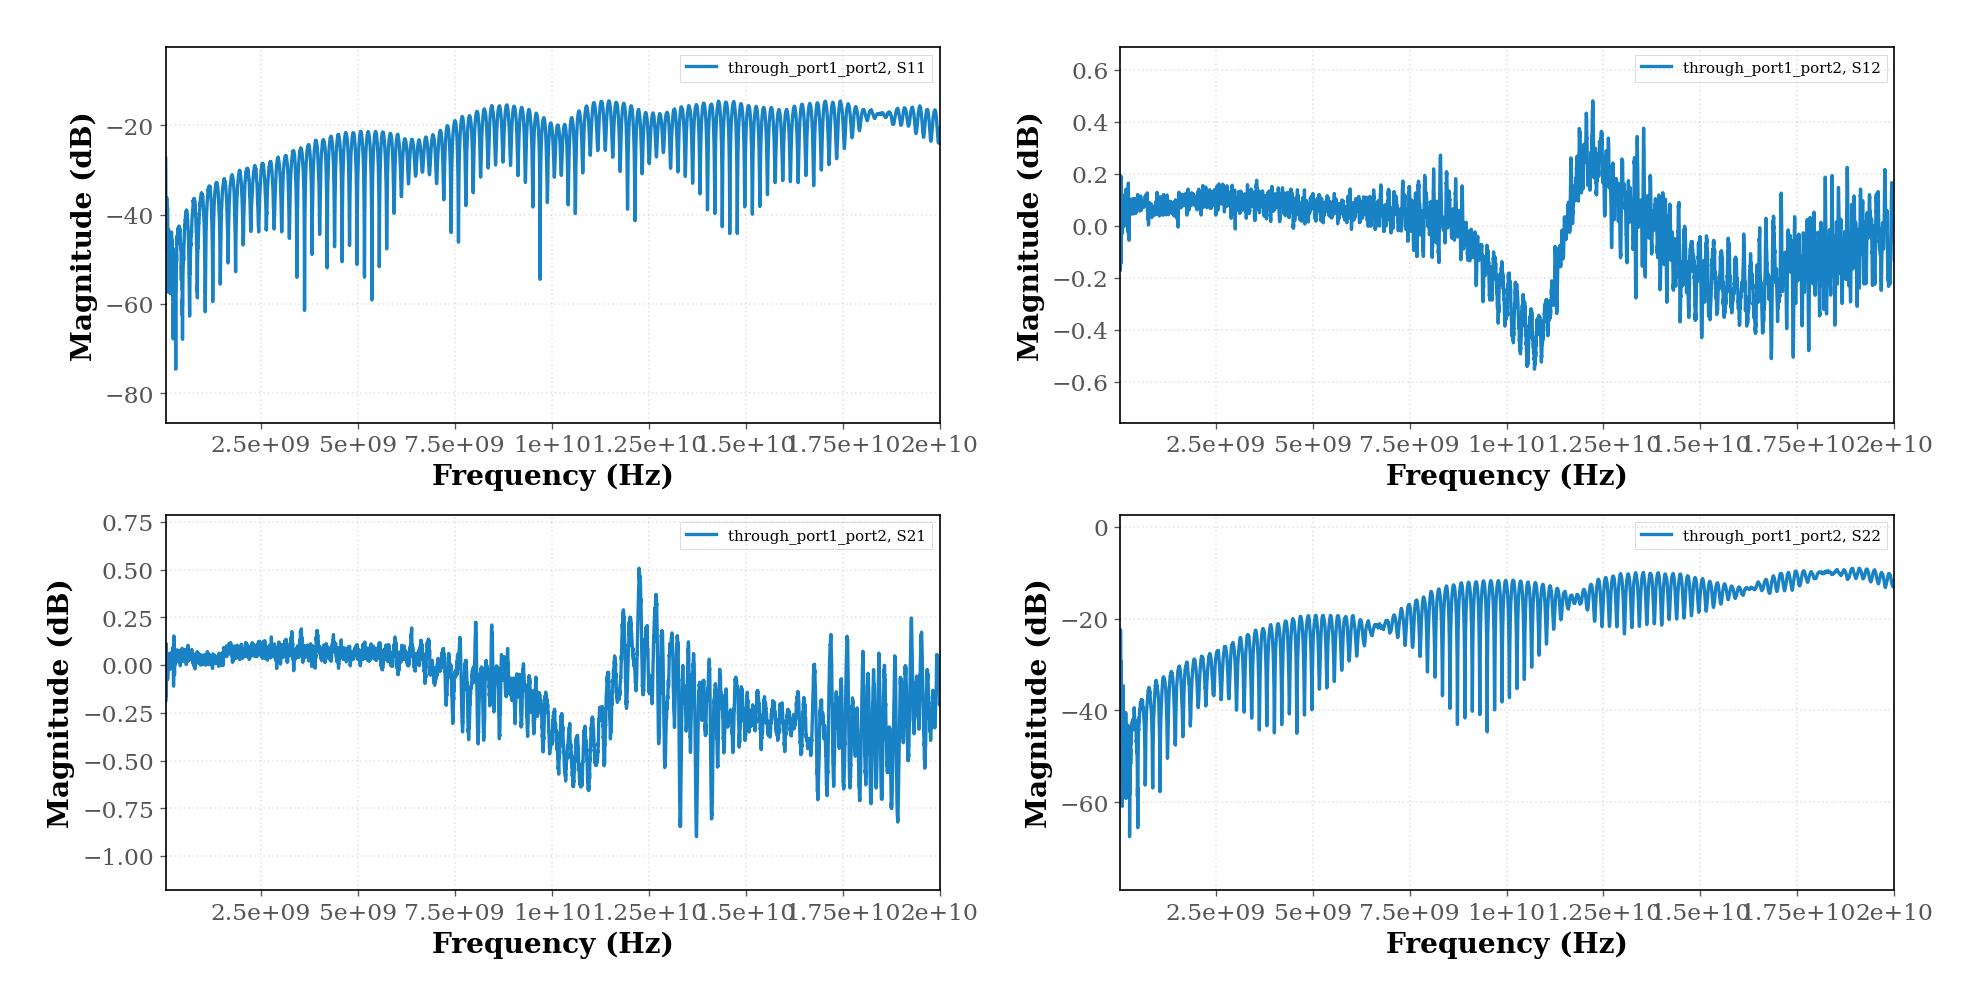 through_port1_port2, S11
Magnitude (dB)
−20
−40
−60
−80
2.5e+09 5e+09 7.5e+09 1e+10 1.25e+10 1.5e+10 1.75e+10 2e+10
Frequency (Hz)
through_port1_port2, S12
Magnitude (dB)
0.6
0.4
0.2
0.0
−0.2
−0.4
−0.6
2.5e+09 5e+09 7.5e+09 1e+10 1.25e+10 1.5e+10 1.75e+10 2e+10
Frequency (Hz)
through_port1_port2, S21
Magnitude (dB)
0.75
0.50
0.25
0.00
−0.25
−0.50
−0.75
−1.00
2.5e+09 5e+09 7.5e+09 1e+10 1.25e+10 1.5e+10 1.75e+10 2e+10
Frequency (Hz)
through_port1_port2, S22
Magnitude (dB)
0
−20
−40
−60
2.5e+09 5e+09 7.5e+09 1e+10 1.25e+10 1.5e+10 1.75e+10 2e+10
Frequency (Hz)